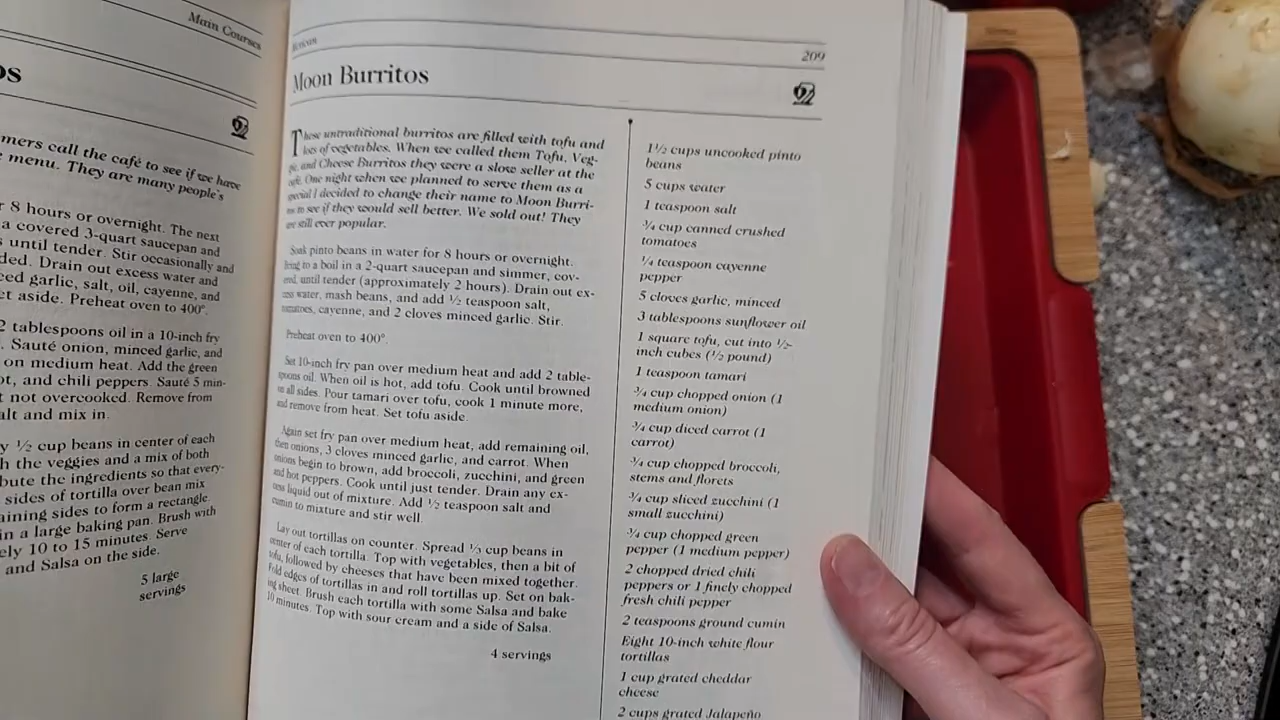 Main Courses
os
mers call the café to see if we have
e menu. They are many people's
r 8 hours or overnight. The next
a covered 3-quart saucepan and
s until tender. Stir occasionally and
ded. Drain out excess water and
ced garlic, salt, oil, cayenne, and
et aside. Preheat oven to 400°.
2 tablespoons oil in a 10-inch fry
. Sauté onion, minced garlic, and
on medium heat. Add the green
ot, and chili peppers. Sauté 5 min-
t not overcooked. Remove from
alt and mix in.
y ½ cup beans in center of each
h the veggies and a mix of both
bute the ingredients so that every-
sides of tortilla over bean mix
aining sides to form a rectangle.
in a large baking pan. Brush with
ely 10 to 15 minutes. Serve
and Salsa on the side.
5 large
servings
Mexican
209
Moon Burritos
These untraditional burritos are filled with tofu and
lots of vegetables. When we called them Tofu, Veg-
gie, and Cheese Burritos they were a slow seller at the
café. One night when we planned to serve them as a
special I decided to change their name to Moon Burri-
tos to see if they would sell better. We sold out! They
are still ever popular.
Soak pinto beans in water for 8 hours or overnight.
Bring to a boil in a 2-quart saucepan and simmer, cov-
ered, until tender (approximately 2 hours). Drain out ex-
cess water, mash beans, and add ½ teaspoon salt,
tomatoes, cayenne, and 2 cloves minced garlic. Stir.
Preheat oven to 400°.
Set 10-inch fry pan over medium heat and add 2 table-
spoons oil. When oil is hot, add tofu. Cook until browned
on all sides. Pour tamari over tofu, cook 1 minute more,
and remove from heat. Set tofu aside.
Again set fry pan over medium heat, add remaining oil,
then onions, 3 cloves minced garlic, and carrot. When
onions begin to brown, add broccoli, zucchini, and green
and hot peppers. Cook until just tender. Drain any ex-
cess liquid out of mixture. Add ½ teaspoon salt and
cumin to mixture and stir well.
Lay out tortillas on counter. Spread ⅓ cup beans in
center of each tortilla. Top with vegetables, then a bit of
tofu, followed by cheeses that have been mixed together.
Fold edges of tortillas in and roll tortillas up. Set on bak-
ing sheet. Brush each tortilla with some Salsa and bake
10 minutes. Top with sour cream and a side of Salsa.
4 servings
1½ cups uncooked pinto
beans
5 cups water
1 teaspoon salt
¾ cup canned crushed
tomatoes
¼ teaspoon cayenne
pepper
5 cloves garlic, minced
3 tablespoons sunflower oil
1 square tofu, cut into ½-
inch cubes (½ pound)
1 teaspoon tamari
¾ cup chopped onion (1
medium onion)
¾ cup diced carrot (1
carrot)
¾ cup chopped broccoli,
stems and florets
¾ cup sliced zucchini (1
small zucchini)
¾ cup chopped green
pepper (1 medium pepper)
2 chopped dried chili
peppers or 1 finely chopped
fresh chili pepper
2 teaspoons ground cumin
Eight 10-inch white flour
tortillas
1 cup grated cheddar
cheese
2 cups grated Jalapeño